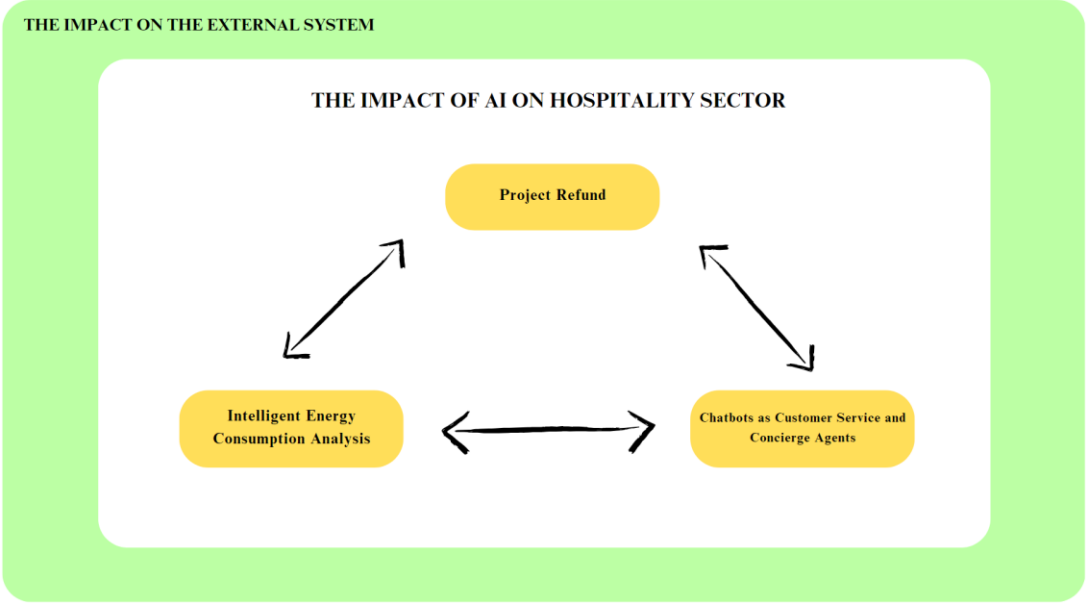 THE IMPACT ON THE EXTERNAL SYSTEM
THE IMPACT OF AI ON HOSPITALITY SECTOR
Project Refund
Intelligent Energy
Consumption Analysis
Chatbots as Customer Service and
Concierge Agents